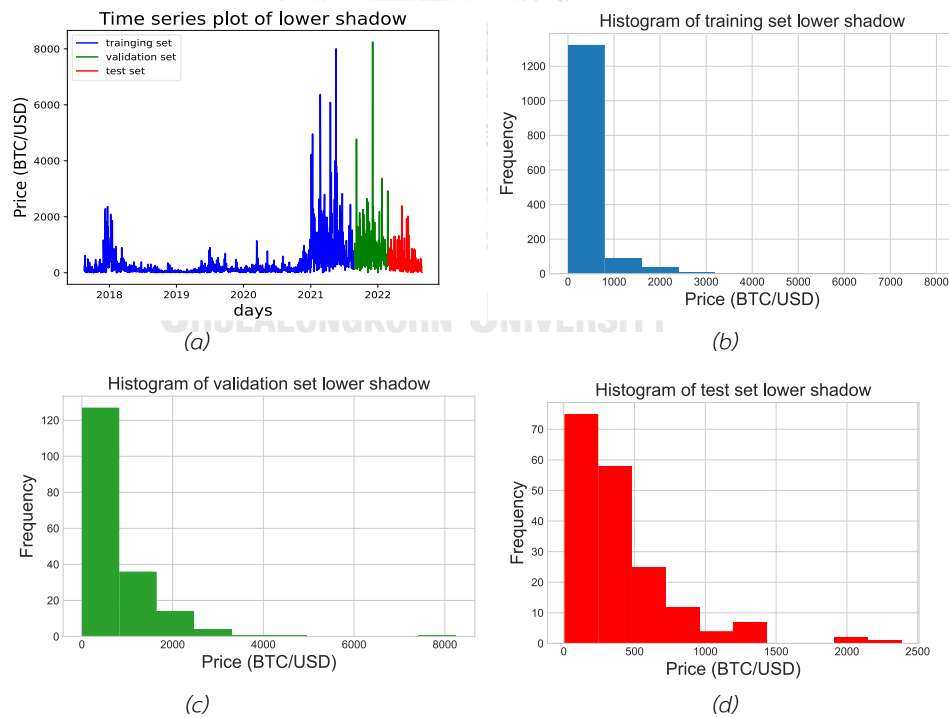 Time series plot of lower shadow
trainging set
validation set
test set
Price (BTC/USD)
8000
6000
4000
2000
0
2018 2019 2020 2021 2022
days
(a)
Histogram of training set lower shadow
Frequency
1200
1000
800
600
400
200
0
0 1000 2000 3000 4000 5000 6000 7000 8000
Price (BTC/USD)
(b)
CHULALONGKORN UNIVERSITY
Histogram of validation set lower shadow
Frequency
120
100
80
60
40
20
0
0 2000 4000 6000 8000
Price (BTC/USD)
(c)
Histogram of test set lower shadow
Frequency
70
60
50
40
30
20
10
0
0 500 1000 1500 2000 2500
Price (BTC/USD)
(d)